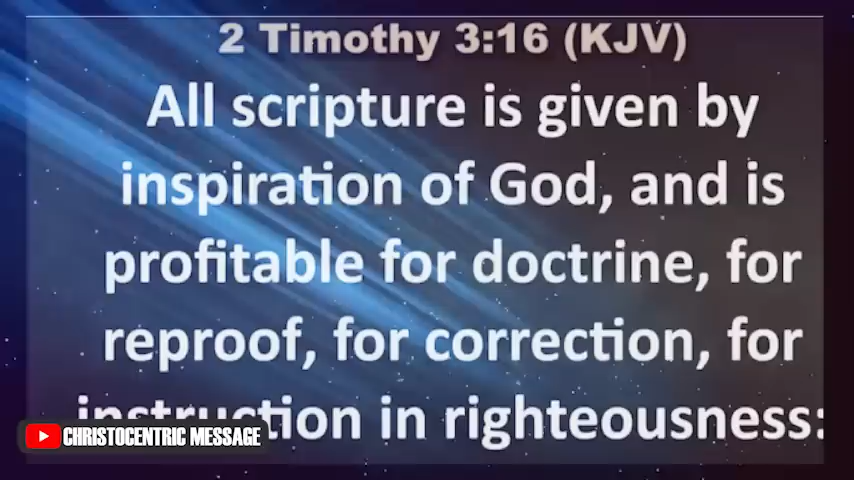 2 Timothy 3:16 (KJV)
All scripture is given by
inspiration of God, and is
profitable for doctrine, for
reproof, for correction, for
instruction in righteousness:
CHRISTOCENTRIC MESSAGE